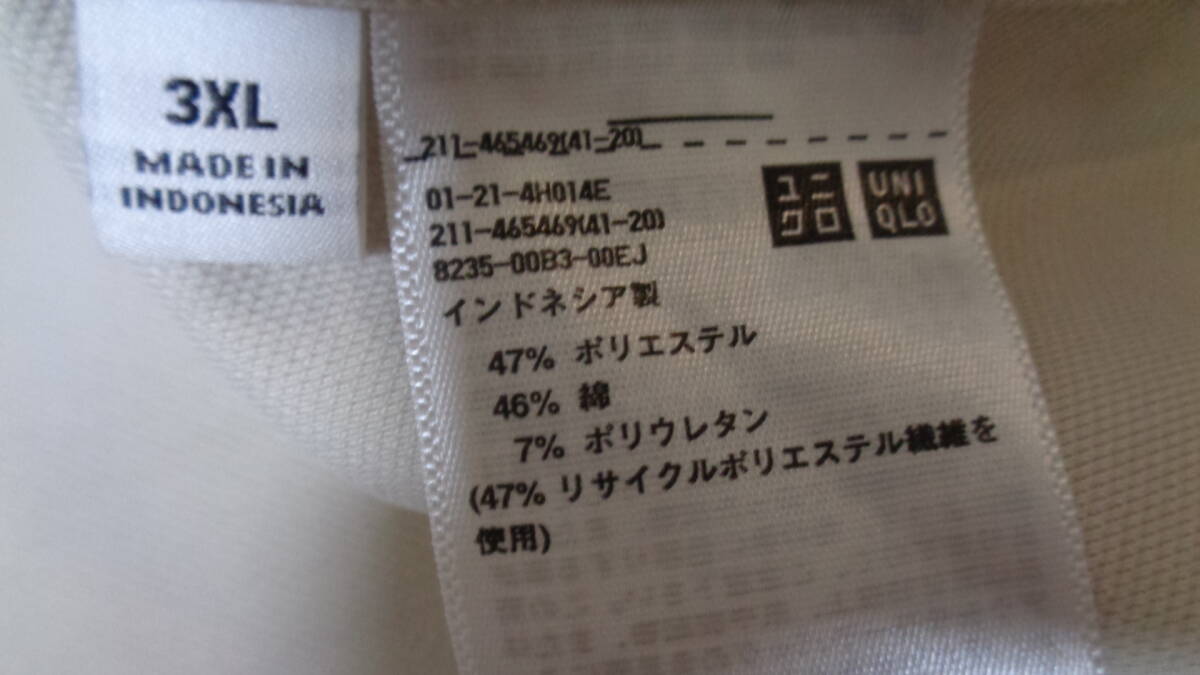 3XL
MADE IN
INDONESIA
211-465469(41-20)
01-21-4H014E
211-465469(41-20)
8235-00B3-00EJ
ユニ
クロ
UNI
QLO
インドネシア製
47% ポリエステル
46% 綿
7% ポリウレタン
(47% リサイクルポリエステル繊維を
使用)